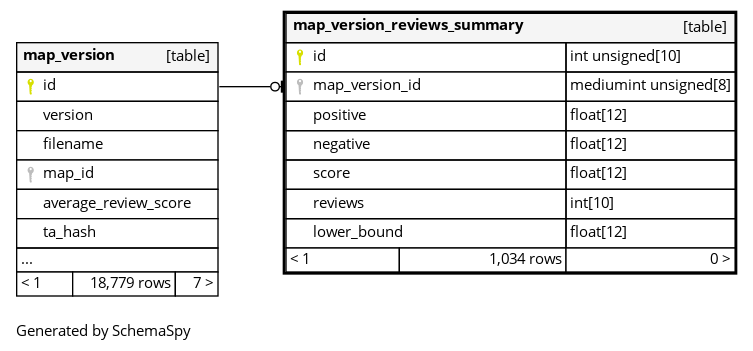 map_version [table]
id
version
filename
map_id
average_review_score
ta_hash
...
< 1 18,779 rows 7 >
map_version_reviews_summary [table]
id int unsigned[10]
map_version_id mediumint unsigned[8]
positive float[12]
negative float[12]
score float[12]
reviews int[10]
lower_bound float[12]
< 1 1,034 rows 0 >
Generated by SchemaSpy